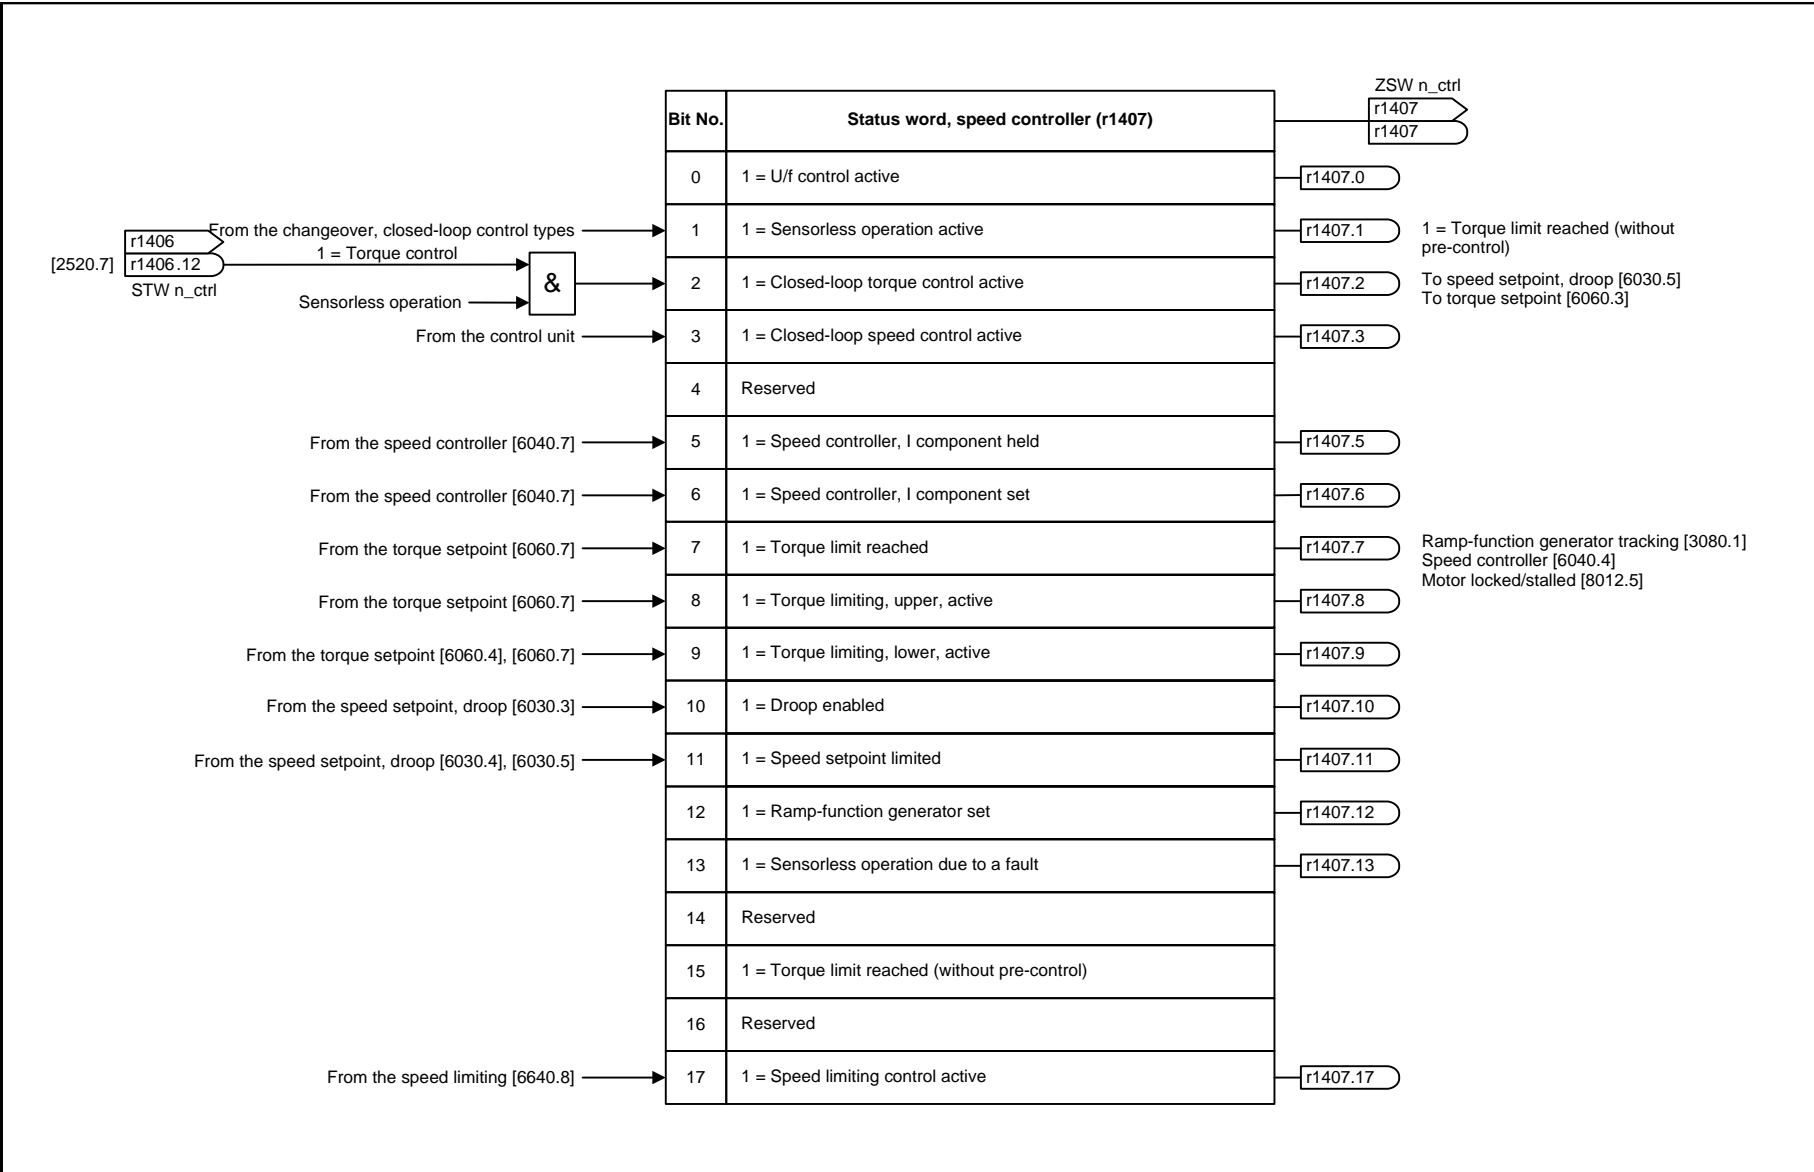 ZSW n_ctrl
r1407
r1407
Bit No. Status word, speed controller (r1407)
0 1 = U/f control active r1407.0
From the changeover, closed-loop control types 1 1 = Sensorless operation active r1407.1 1 = Torque limit reached (without
pre-control)
r1406
1 = Torque control
[2520.7] r1406.12
STW n_ctrl
&
Sensorless operation
2 1 = Closed-loop torque control active r1407.2 To speed setpoint, droop [6030.5]
To torque setpoint [6060.3]
From the control unit 3 1 = Closed-loop speed control active r1407.3
4 Reserved
From the speed controller [6040.7] 5 1 = Speed controller, I component held r1407.5
From the speed controller [6040.7] 6 1 = Speed controller, I component set r1407.6
From the torque setpoint [6060.7] 7 1 = Torque limit reached r1407.7 Ramp-function generator tracking [3080.1]
Speed controller [6040.4]
Motor locked/stalled [8012.5]
From the torque setpoint [6060.7] 8 1 = Torque limiting, upper, active r1407.8
From the torque setpoint [6060.4], [6060.7] 9 1 = Torque limiting, lower, active r1407.9
From the speed setpoint, droop [6030.3] 10 1 = Droop enabled r1407.10
From the speed setpoint, droop [6030.4], [6030.5] 11 1 = Speed setpoint limited r1407.11
12 1 = Ramp-function generator set r1407.12
13 1 = Sensorless operation due to a fault r1407.13
14 Reserved
15 1 = Torque limit reached (without pre-control)
16 Reserved
From the speed limiting [6640.8] 17 1 = Speed limiting control active r1407.17